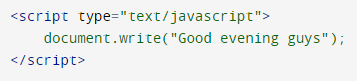 <script type="text/javascript">
    document.write("Good evening guys");
</script>